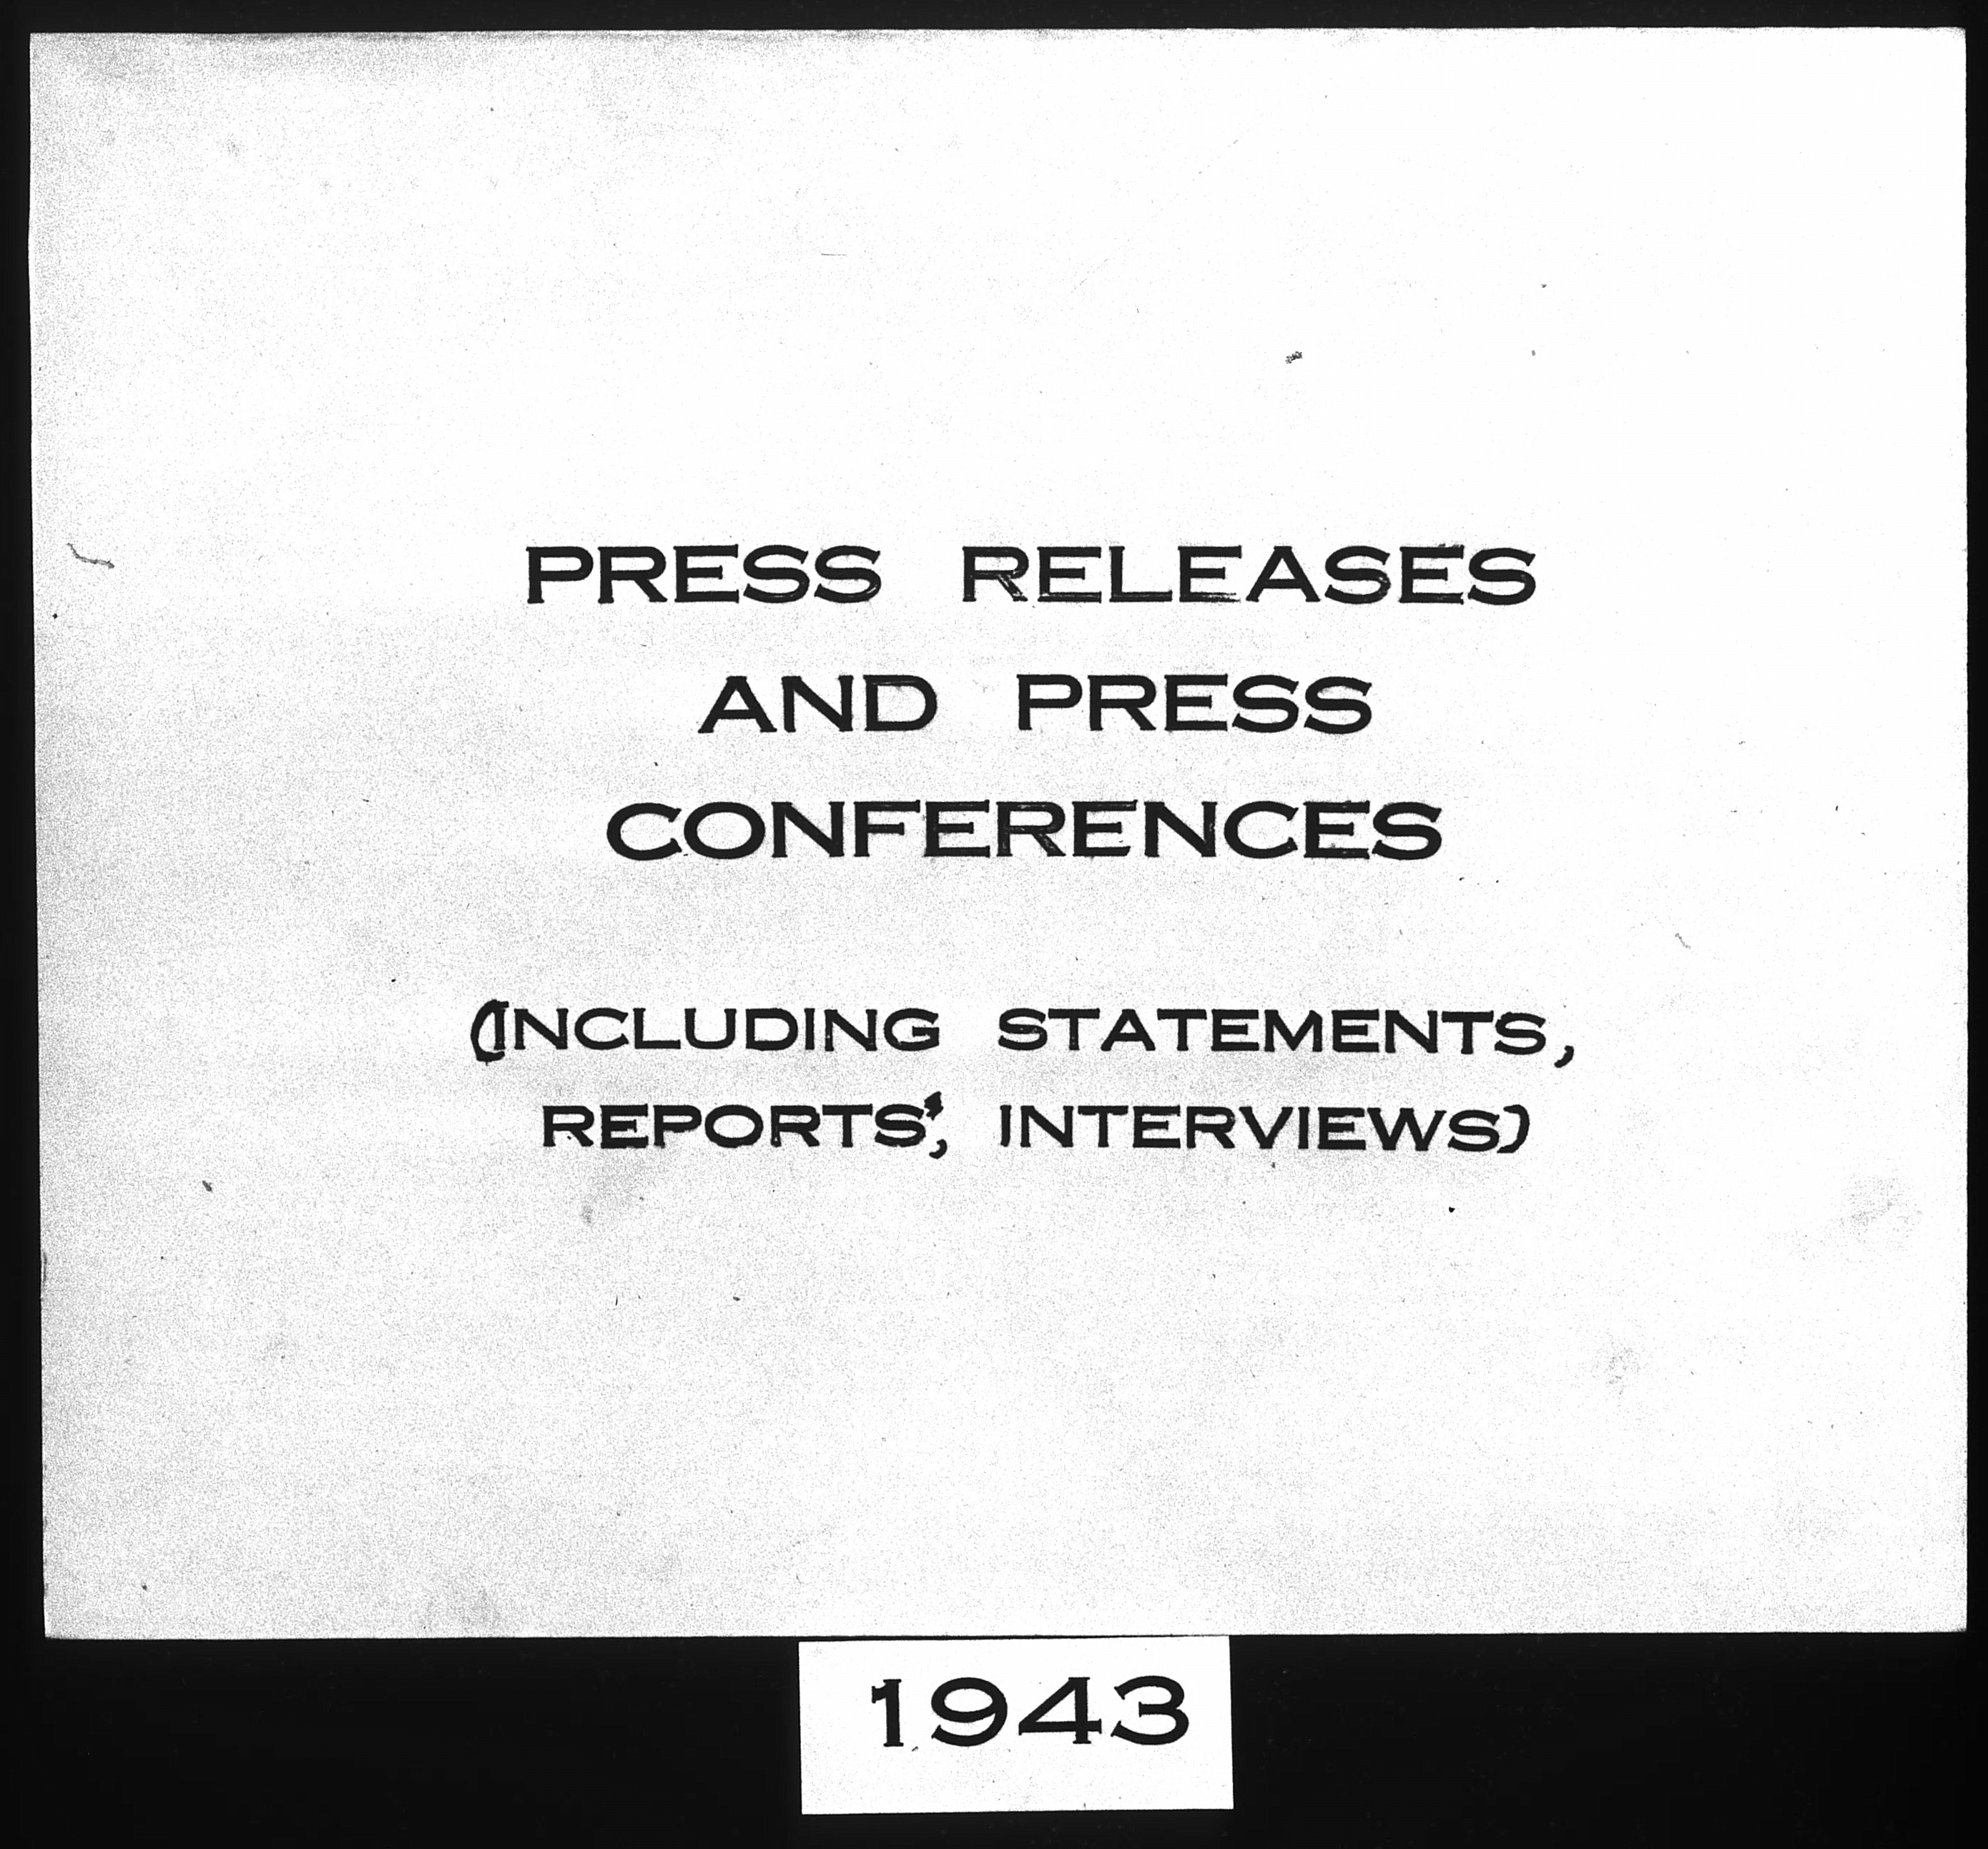 PRESS RELEASES
AND PRESS
CONFERENCES
(INCLUDING STATEMENTS,
REPORTS, INTERVIEWS)
1943